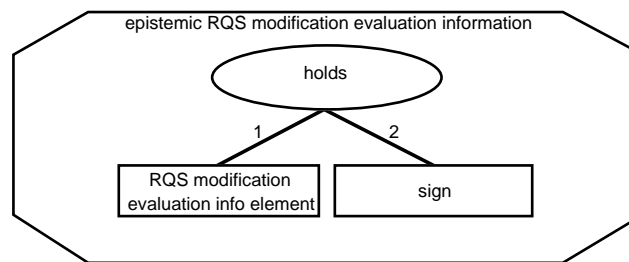 epistemic RQS modification evaluation information
holds
1
2
RQS modification
evaluation info element
sign